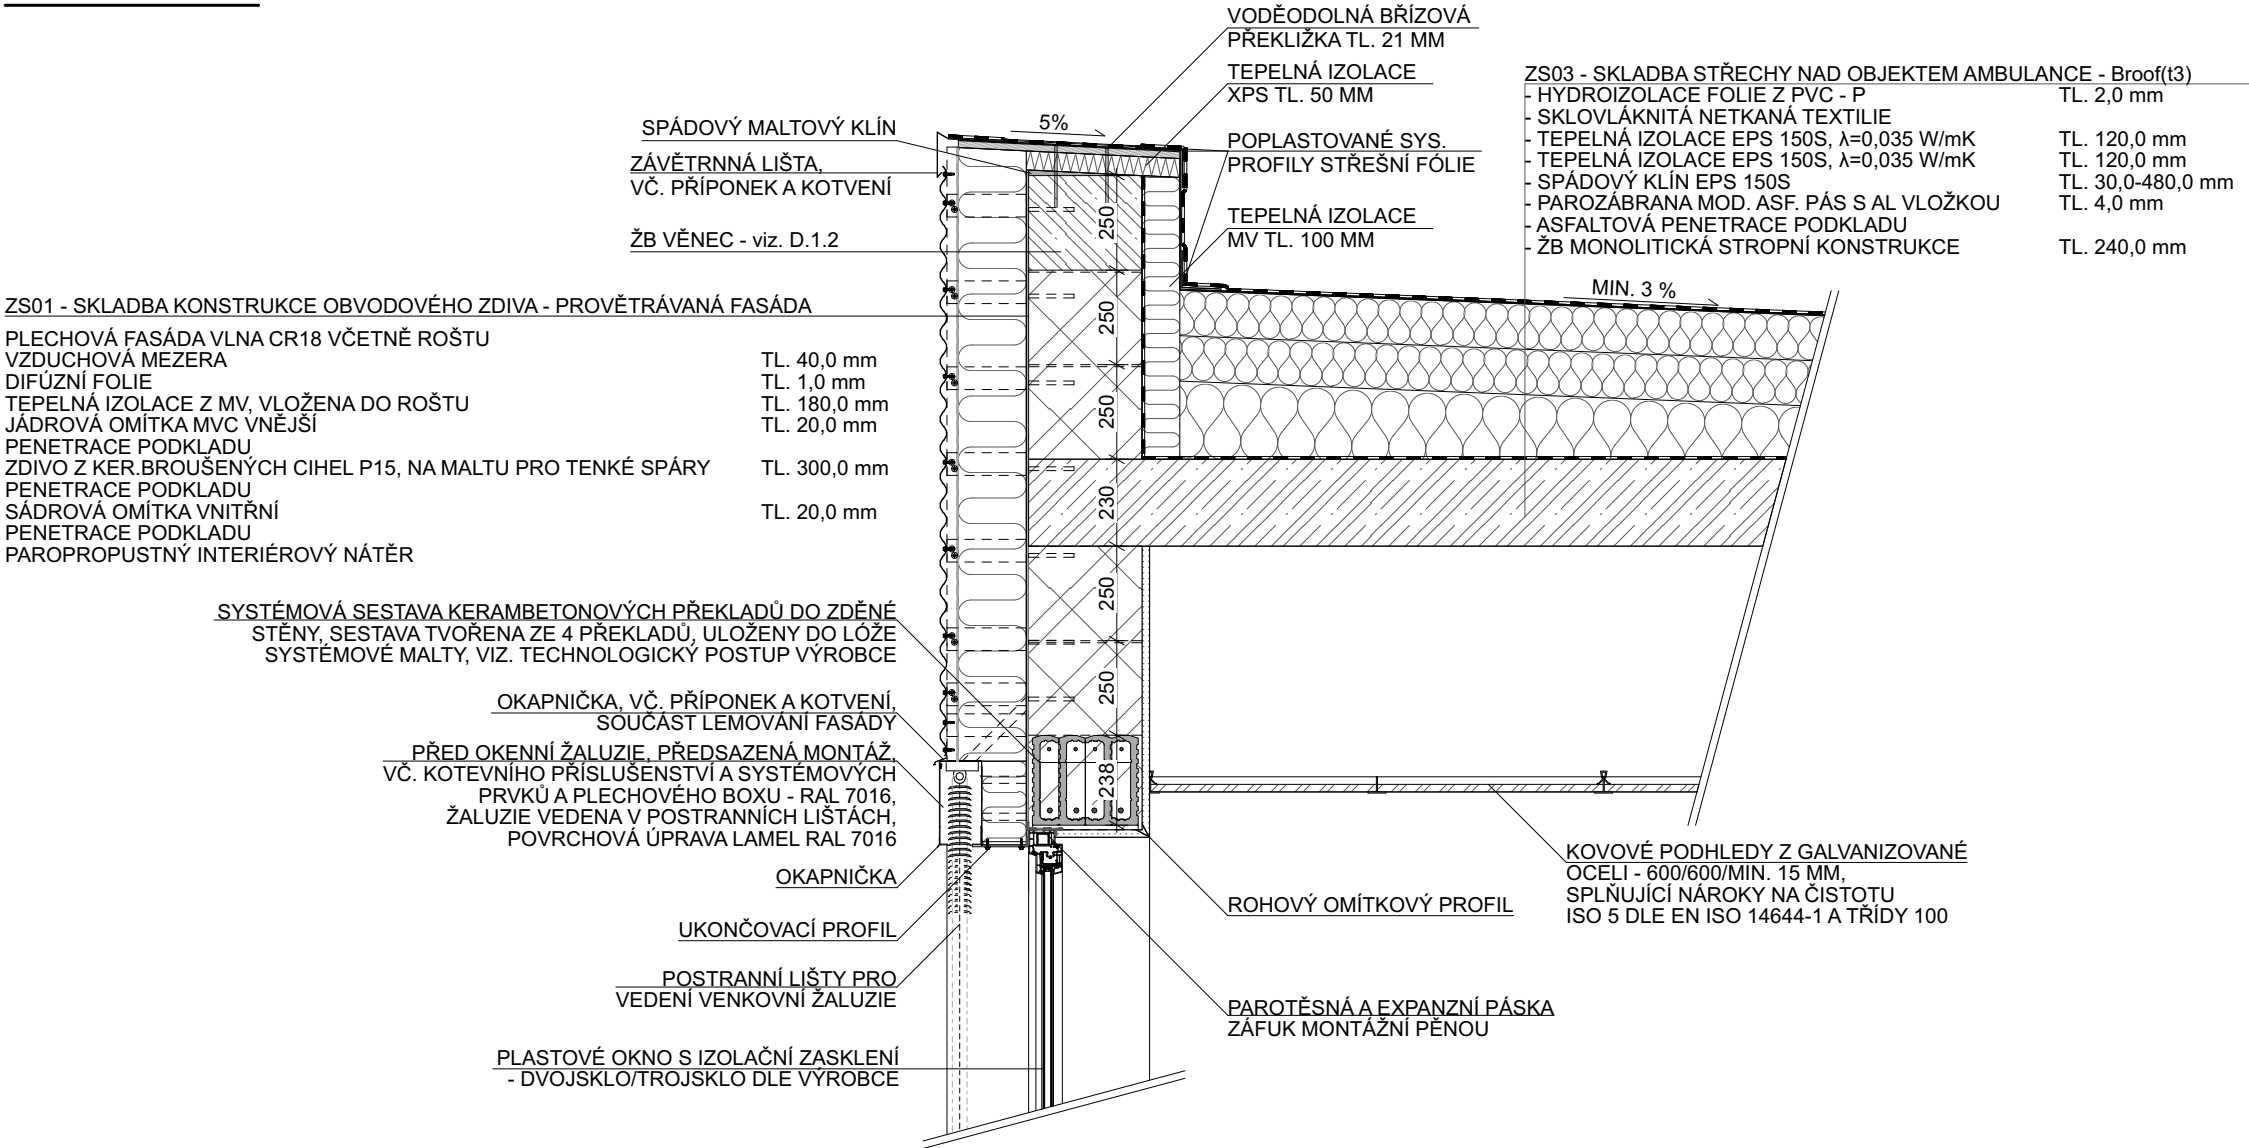 VODĚODOLNÁ BŘÍZOVÁ
PŘEKLIŽKA TL. 21 MM
TEPELNÁ IZOLACE
XPS TL. 50 MM
POPLASTOVANÉ SYS.
PROFILY STŘEŠNÍ FÓLIE
TEPELNÁ IZOLACE
MV TL. 100 MM
ZS03 - SKLADBA STŘECHY NAD OBJEKTEM AMBULANCE - Broof(t3)
- HYDROIZOLACE FOLIE Z PVC - P TL. 2,0 mm
- SKLOVLÁKNITÁ NETKANÁ TEXTILIE
- TEPELNÁ IZOLACE EPS 150S, λ=0,035 W/mK TL. 120,0 mm
- TEPELNÁ IZOLACE EPS 150S, λ=0,035 W/mK TL. 120,0 mm
- SPÁDOVÝ KLÍN EPS 150S TL. 30,0-480,0 mm
- PAROZÁBRANA MOD. ASF. PÁS S AL VLOŽKOU TL. 4,0 mm
- ASFALTOVÁ PENETRACE PODKLADU
- ŽB MONOLITICKÁ STROPNÍ KONSTRUKCE TL. 240,0 mm
SPÁDOVÝ MALTOVÝ KLÍN
ZÁVĚTRNNÁ LIŠTA,
VČ. PŘÍPONEK A KOTVENÍ
ŽB VĚNEC - viz. D.1.2
5%
MIN. 3 %
ZS01 - SKLADBA KONSTRUKCE OBVODOVÉHO ZDIVA - PROVĚTRÁVANÁ FASÁDA
PLECHOVÁ FASÁDA VLNA CR18 VČETNĚ ROŠTU
VZDUCHOVÁ MEZERA TL. 40,0 mm
DIFÚZNÍ FOLIE TL. 1,0 mm
TEPELNÁ IZOLACE Z MV, VLOŽENA DO ROŠTU TL. 180,0 mm
JÁDROVÁ OMÍTKA MVC VNĚJŠÍ TL. 20,0 mm
PENETRACE PODKLADU
ZDIVO Z KER.BROUŠENÝCH CIHEL P15, NA MALTU PRO TENKÉ SPÁRY TL. 300,0 mm
PENETRACE PODKLADU
SÁDROVÁ OMÍTKA VNITŘNÍ TL. 20,0 mm
PENETRACE PODKLADU
PAROPROPUSTNÝ INTERIÉROVÝ NÁTĚR
250
250
250
230
250
250
238
SYSTÉMOVÁ SESTAVA KERAMBETONOVÝCH PŘEKLADŮ DO ZDĚNÉ
STĚNY, SESTAVA TVOŘENA ZE 4 PŘEKLADŮ, ULOŽENY DO LÓŽE
SYSTÉMOVÉ MALTY, VIZ. TECHNOLOGICKÝ POSTUP VÝROBCE
OKAPNIČKA, VČ. PŘÍPONEK A KOTVENÍ,
SOUČÁST LEMOVÁNÍ FASÁDY
PŘED OKENNÍ ŽALUZIE, PŘEDSAZENÁ MONTÁŽ,
VČ. KOTEVNÍHO PŘÍSLUŠENSTVÍ A SYSTÉMOVÝCH
PRVKŮ A PLECHOVÉHO BOXU - RAL 7016,
ŽALUZIE VEDENA V POSTRANNÍCH LIŠTÁCH,
POVRCHOVÁ ÚPRAVA LAMEL RAL 7016
OKAPNIČKA
UKONČOVACÍ PROFIL
POSTRANNÍ LIŠTY PRO
VEDENÍ VENKOVNÍ ŽALUZIE
PLASTOVÉ OKNO S IZOLAČNÍ ZASKLENÍ
- DVOJSKLO/TROJSKLO DLE VÝROBCE
KOVOVÉ PODHLEDY Z GALVANIZOVANÉ
OCELI - 600/600/MIN. 15 MM,
SPLŇUJÍCÍ NÁROKY NA ČISTOTU
ISO 5 DLE EN ISO 14644-1 A TŘÍDY 100
ROHOVÝ OMÍTKOVÝ PROFIL
PAROTĚSNÁ A EXPANZNÍ PÁSKA
ZÁFUK MONTÁŽNÍ PĚNOU